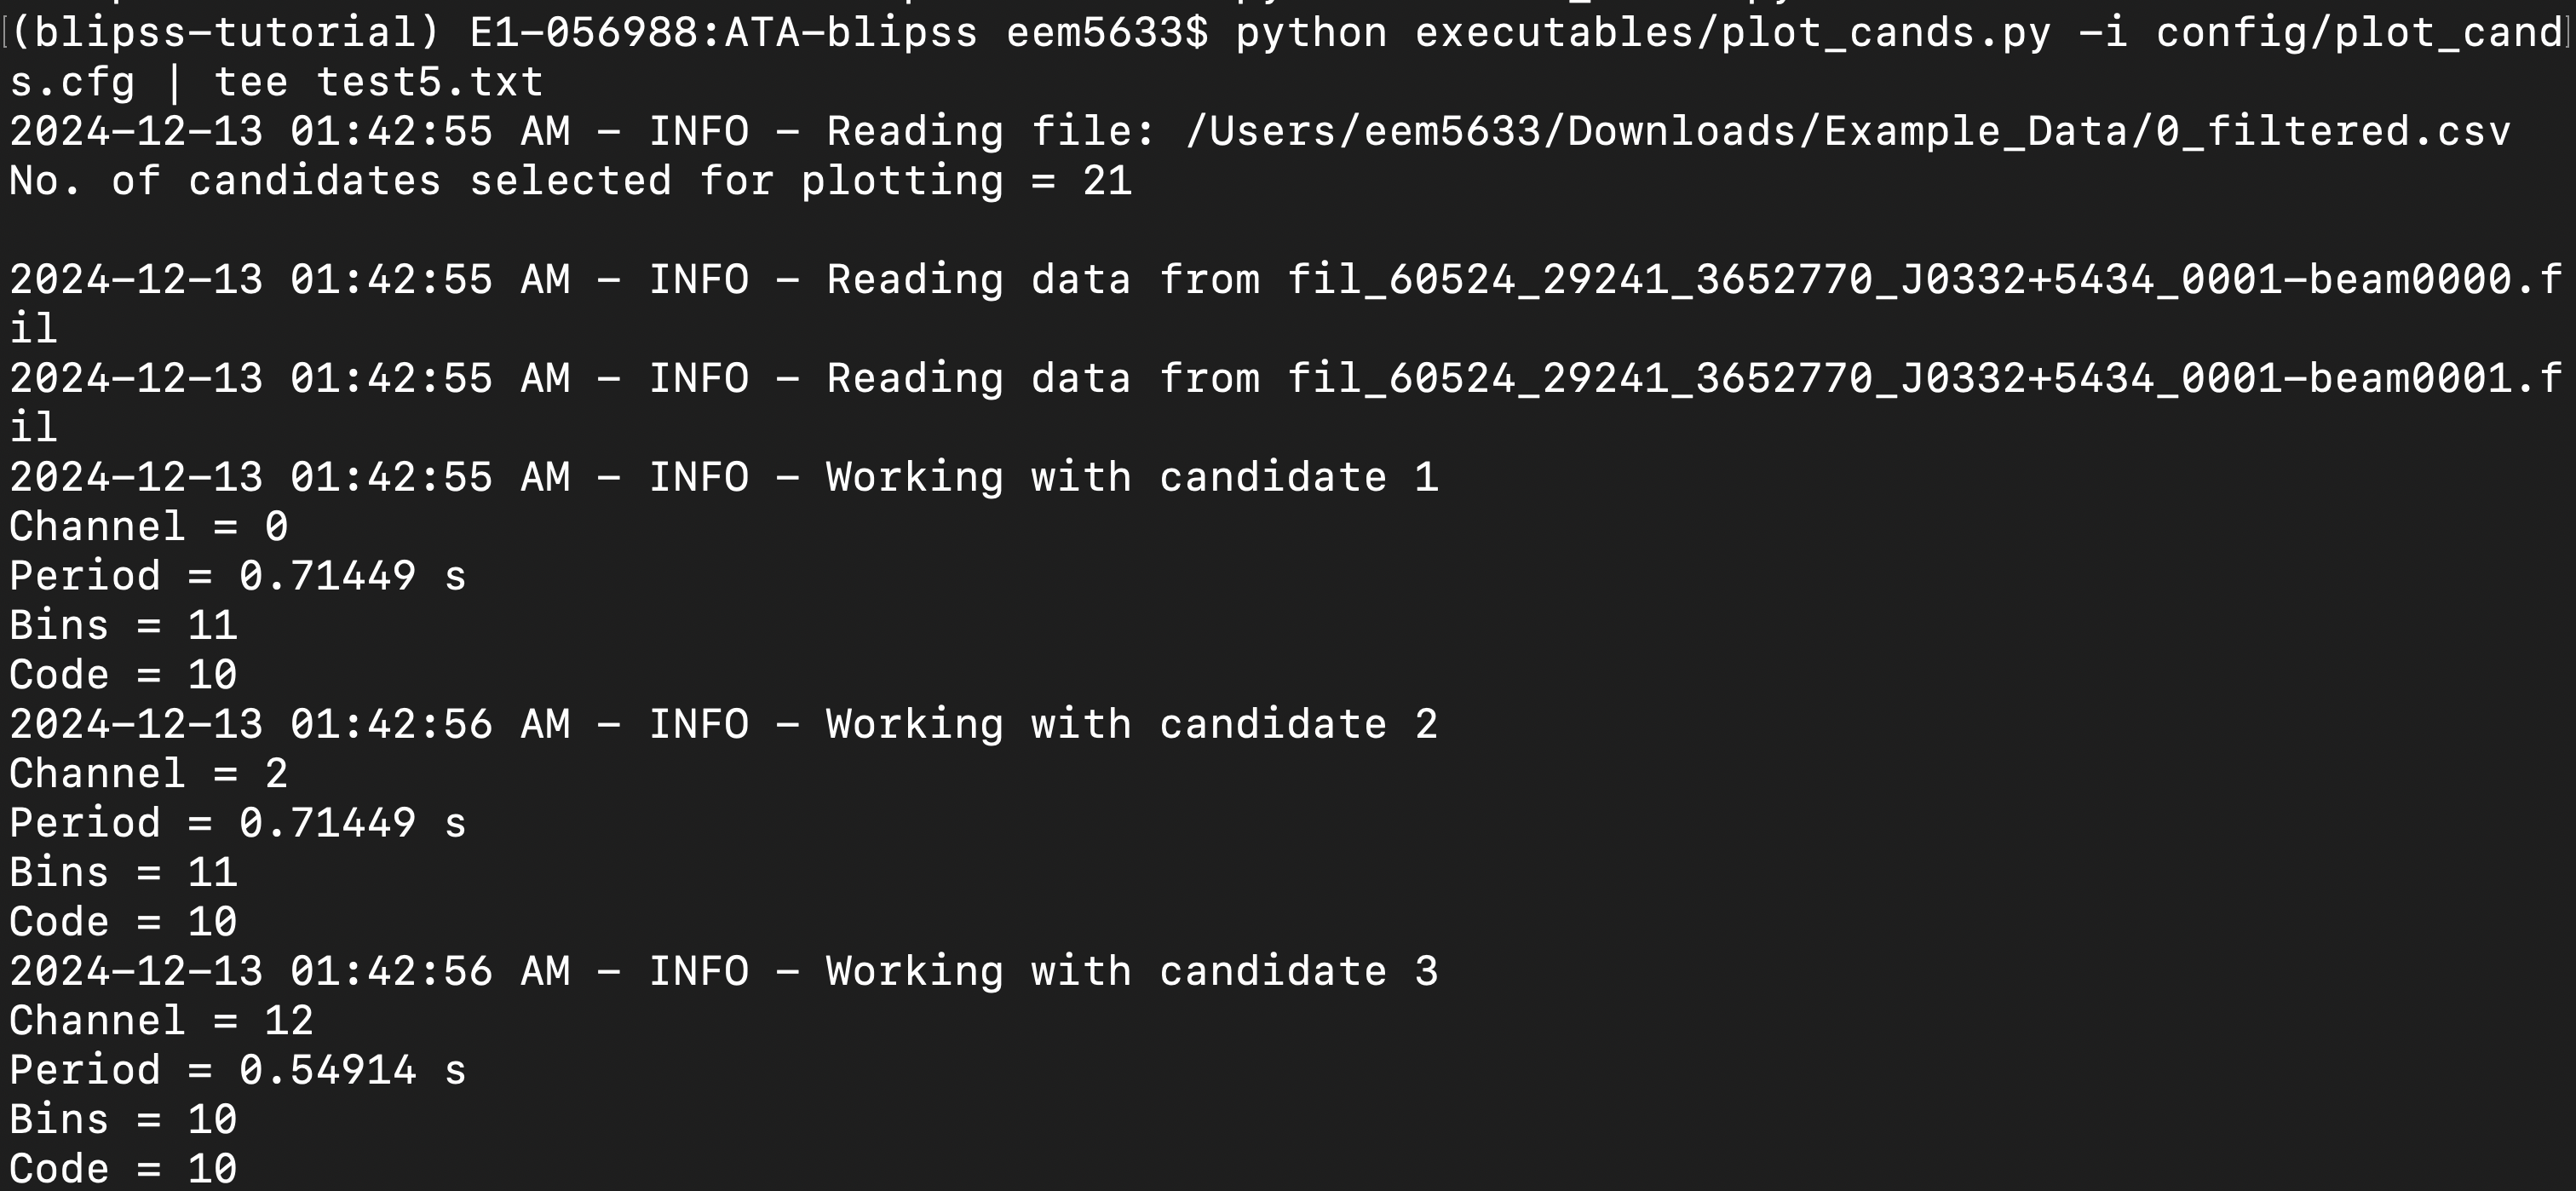 (blipss-tutorial) E1-056988:ATA-blipss eem5633$ python executables/plot_cands.py -i config/plot_cand
s.cfg | tee test5.txt
2024-12-13 01:42:55 AM - INFO - Reading file: /Users/eem5633/Downloads/Example_Data/0_filtered.csv
No. of candidates selected for plotting = 21
2024-12-13 01:42:55 AM - INFO - Reading data from fil_60524_29241_3652770_J0332+5434_0001-beam0000.f
il
2024-12-13 01:42:55 AM - INFO - Reading data from fil_60524_29241_3652770_J0332+5434_0001-beam0001.f
il
2024-12-13 01:42:55 AM - INFO - Working with candidate 1
Channel = 0
Period = 0.71449 s
Bins = 11
Code = 10
2024-12-13 01:42:56 AM - INFO - Working with candidate 2
Channel = 2
Period = 0.71449 s
Bins = 11
Code = 10
2024-12-13 01:42:56 AM - INFO - Working with candidate 3
Channel = 12
Period = 0.54914 s
Bins = 10
Code = 10